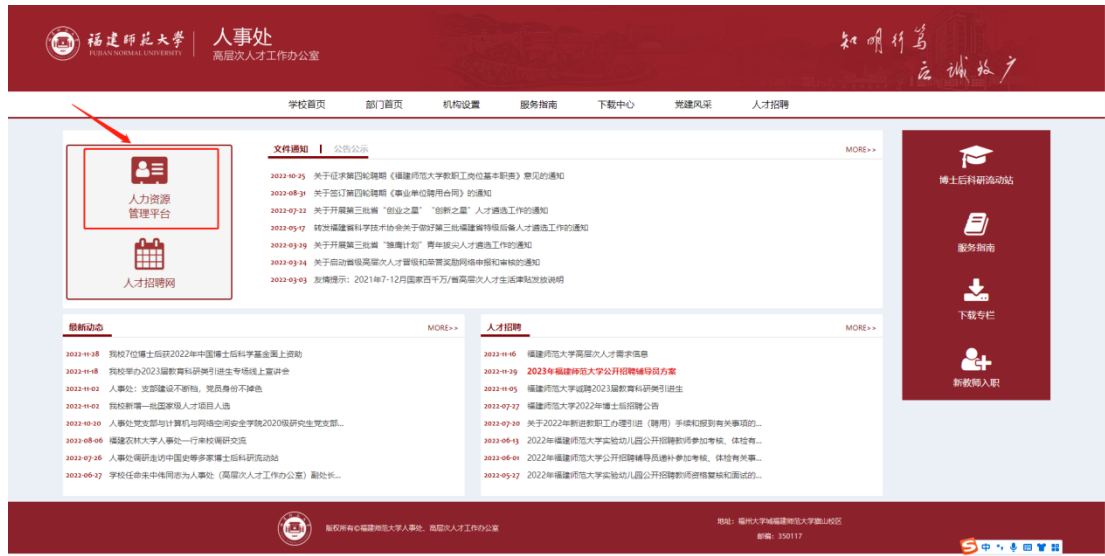 福建师范大学
FUJIAN NORMAL UNIVERSITY
人事处
高层次人才工作办公室
知明行笃
立诚致广
学校首页 部门首页 机构设置 服务指南 下载中心 党建风采 人才招聘
人力资源
管理平台
人才招聘网
文件通知 公告公示 MORE>>
2022-10-25 关于征求第四轮聘期《福建师范大学教职工岗位基本职责》意见的通知
2022-08-31 关于签订第四轮聘期《事业单位聘用合同》的通知
2022-07-22 关于开展第三批省“创业之星”“创新之星”人才遴选工作的通知
2022-05-17 转发福建省科学技术协会关于做好第三批福建省特级后备人才遴选工作的通知
2022-03-29 关于开展第三批省“雏鹰计划”青年拔尖人才遴选工作的通知
2022-03-24 关于启动省级高层次人才晋级和荣誉奖励网络申报和审核的通知
2022-03-03 友情提示：2021年7-12月国家百千万/省高层次人才生活津贴发放说明
博士后科研流动站
服务指南
下载专栏
新教师入职
最新动态 MORE>>
2022-11-28 我校7位博士后获2022年中国博士后科学基金面上资助
2022-11-18 我校举办2023届教育科研类引进生专场线上宣讲会
2022-11-02 人事处：支部建设不断档，党员身份不掉色
2022-11-02 我校新增一批国家级人才项目人选
2022-10-20 人事处党支部与计算机与网络空间安全学院2020级研究生党支部...
2022-08-06 福建农林大学人事处一行来校调研交流
2022-07-26 人事处调研走访中国史等多家博士后科研流动站
2022-06-27 学校任命朱中伟同志为人事处（高层次人才工作办公室）副处长...
人才招聘 MORE>>
2022-11-16 福建师范大学高层次人才需求信息
2022-11-29 2023年福建师范大学公开招聘辅导员方案
2022-11-05 福建师范大学诚聘2023届教育科研类引进生
2022-07-27 福建师范大学2022年博士后招聘公告
2022-07-20 关于2022年新进教职工办理引进（聘用）手续和报到有关事项的...
2022-06-13 2022年福建师范大学实验幼儿园公开招聘教师参加考核、体检有...
2022-06-01 2022年福建师范大学公开招聘辅导员递补参加考核、体检有关事...
2022-05-27 2022年福建师范大学实验幼儿园公开招聘教师资格复核和面试的...
版权所有©福建师范大学人事处、高层次人才工作办公室
地址：福州大学城福建师范大学旗山校区
邮编：350117
中